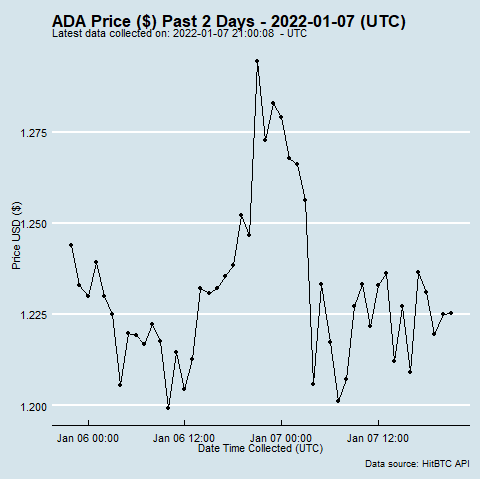 ADA Price ($) Past 2 Days - 2022-01-07 (UTC)
Latest data collected on: 2022-01-07 21:00:08 - UTC
1.275
1.250
Price USD ($)
1.225
1.200
Jan 06 00:00 Jan 06 12:00 Jan 07 00:00 Jan 07 12:00
Date Time Collected (UTC)
Data source: HitBTC API